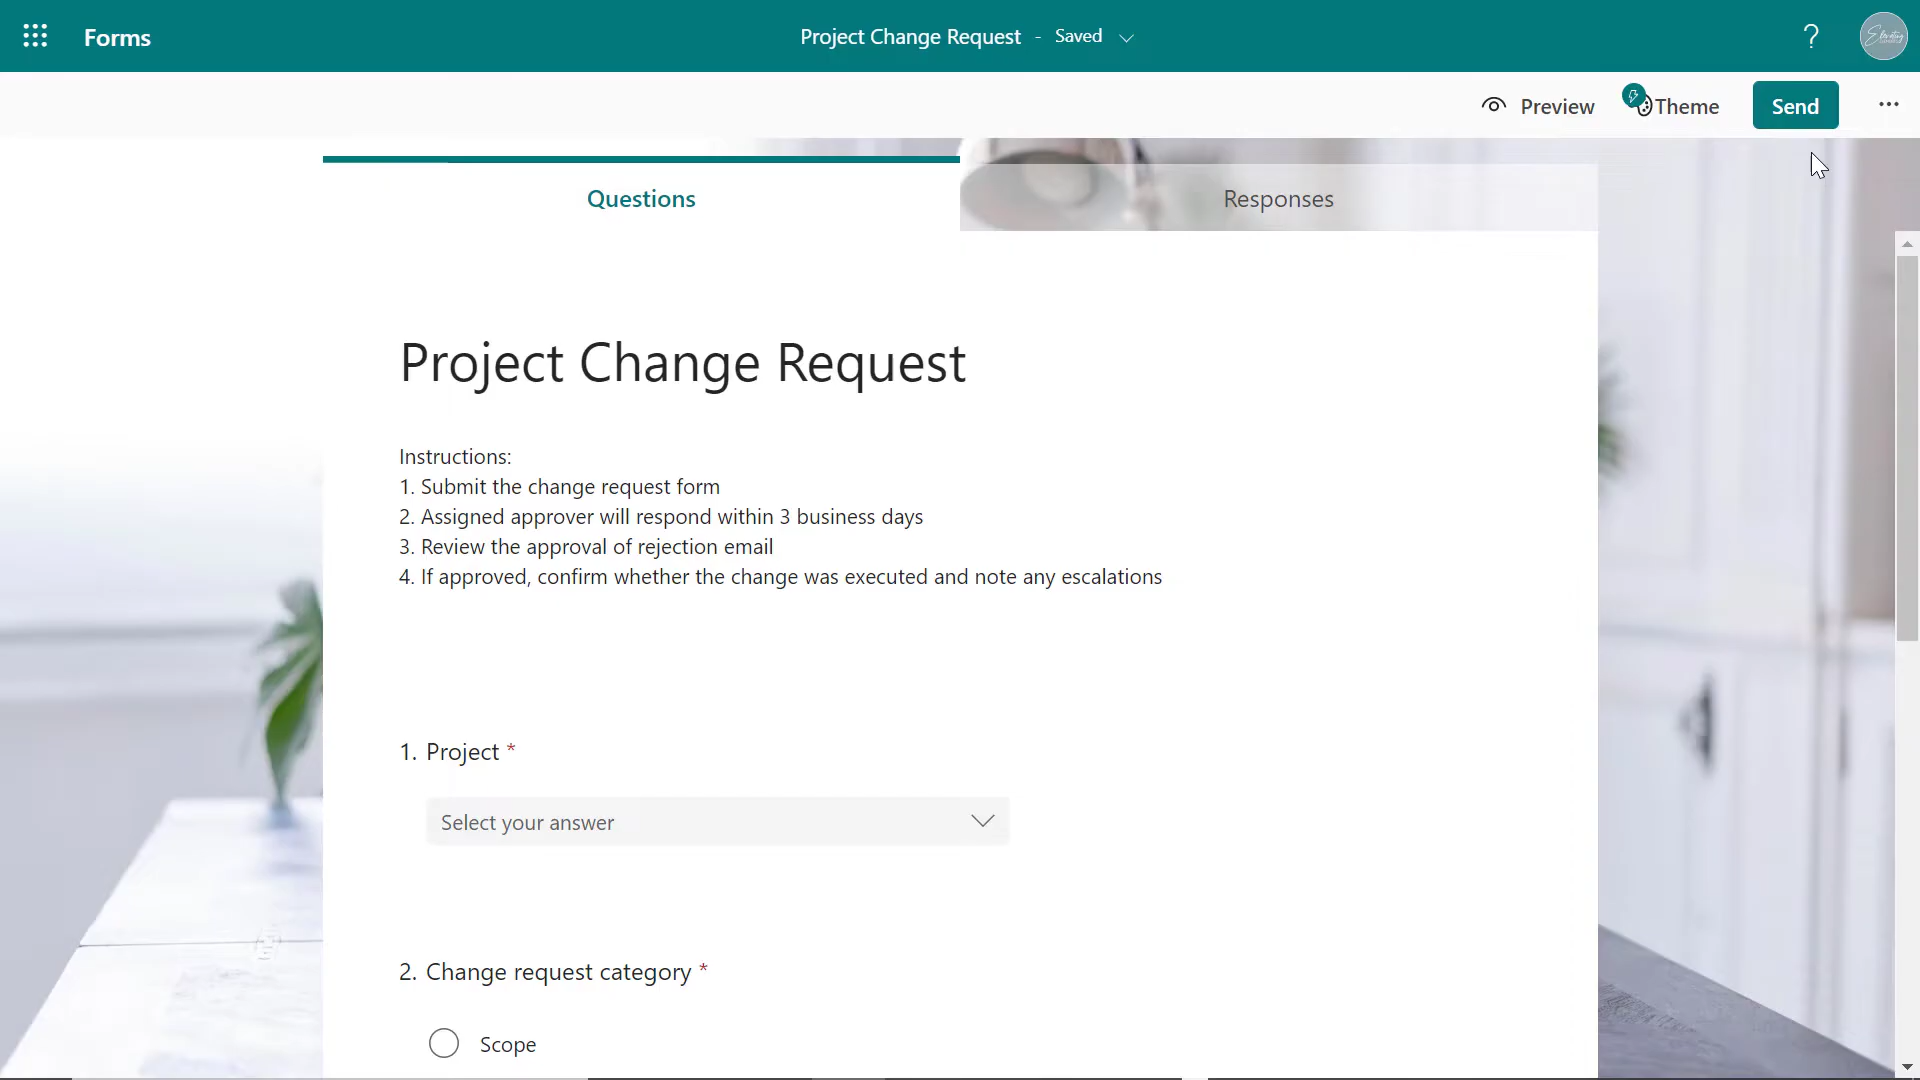 Forms
Project Change Request - Saved
?
Preview
Theme
Send
Questions
Responses
Project Change Request
Instructions:
1. Submit the change request form
2. Assigned approver will respond within 3 business days
3. Review the approval of rejection email
4. If approved, confirm whether the change was executed and note any escalations
1. Project *
Select your answer
2. Change request category *
Scope